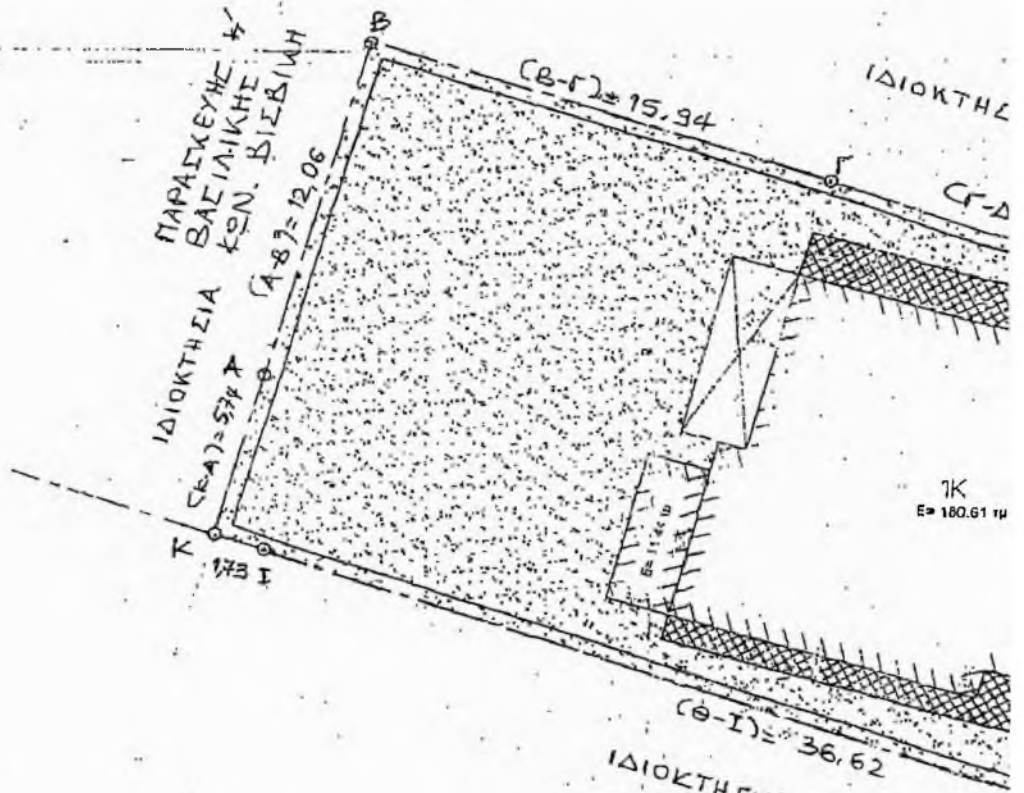 Β
(Β-Γ) = 15,94
ΙΔΙΟΚΤΗΣ
Γ
(Γ-Δ
ΙΔΙΟΚΤΗΣΙΑ
ΠΑΡΑΣΚΕΥΗΣ
ΒΑΣΙΛΙΚΗΣ
ΚΩΝ. ΒΙΣΒΙΚΗ
(Α-Β) = 12,06
Α
(Κ-Α) = 5,74
Κ
1,73 Ι
1Κ
Ε= 180.61 τμ
(Θ-Ι) = 36,62
ΙΔΙΟΚΤΗΣ